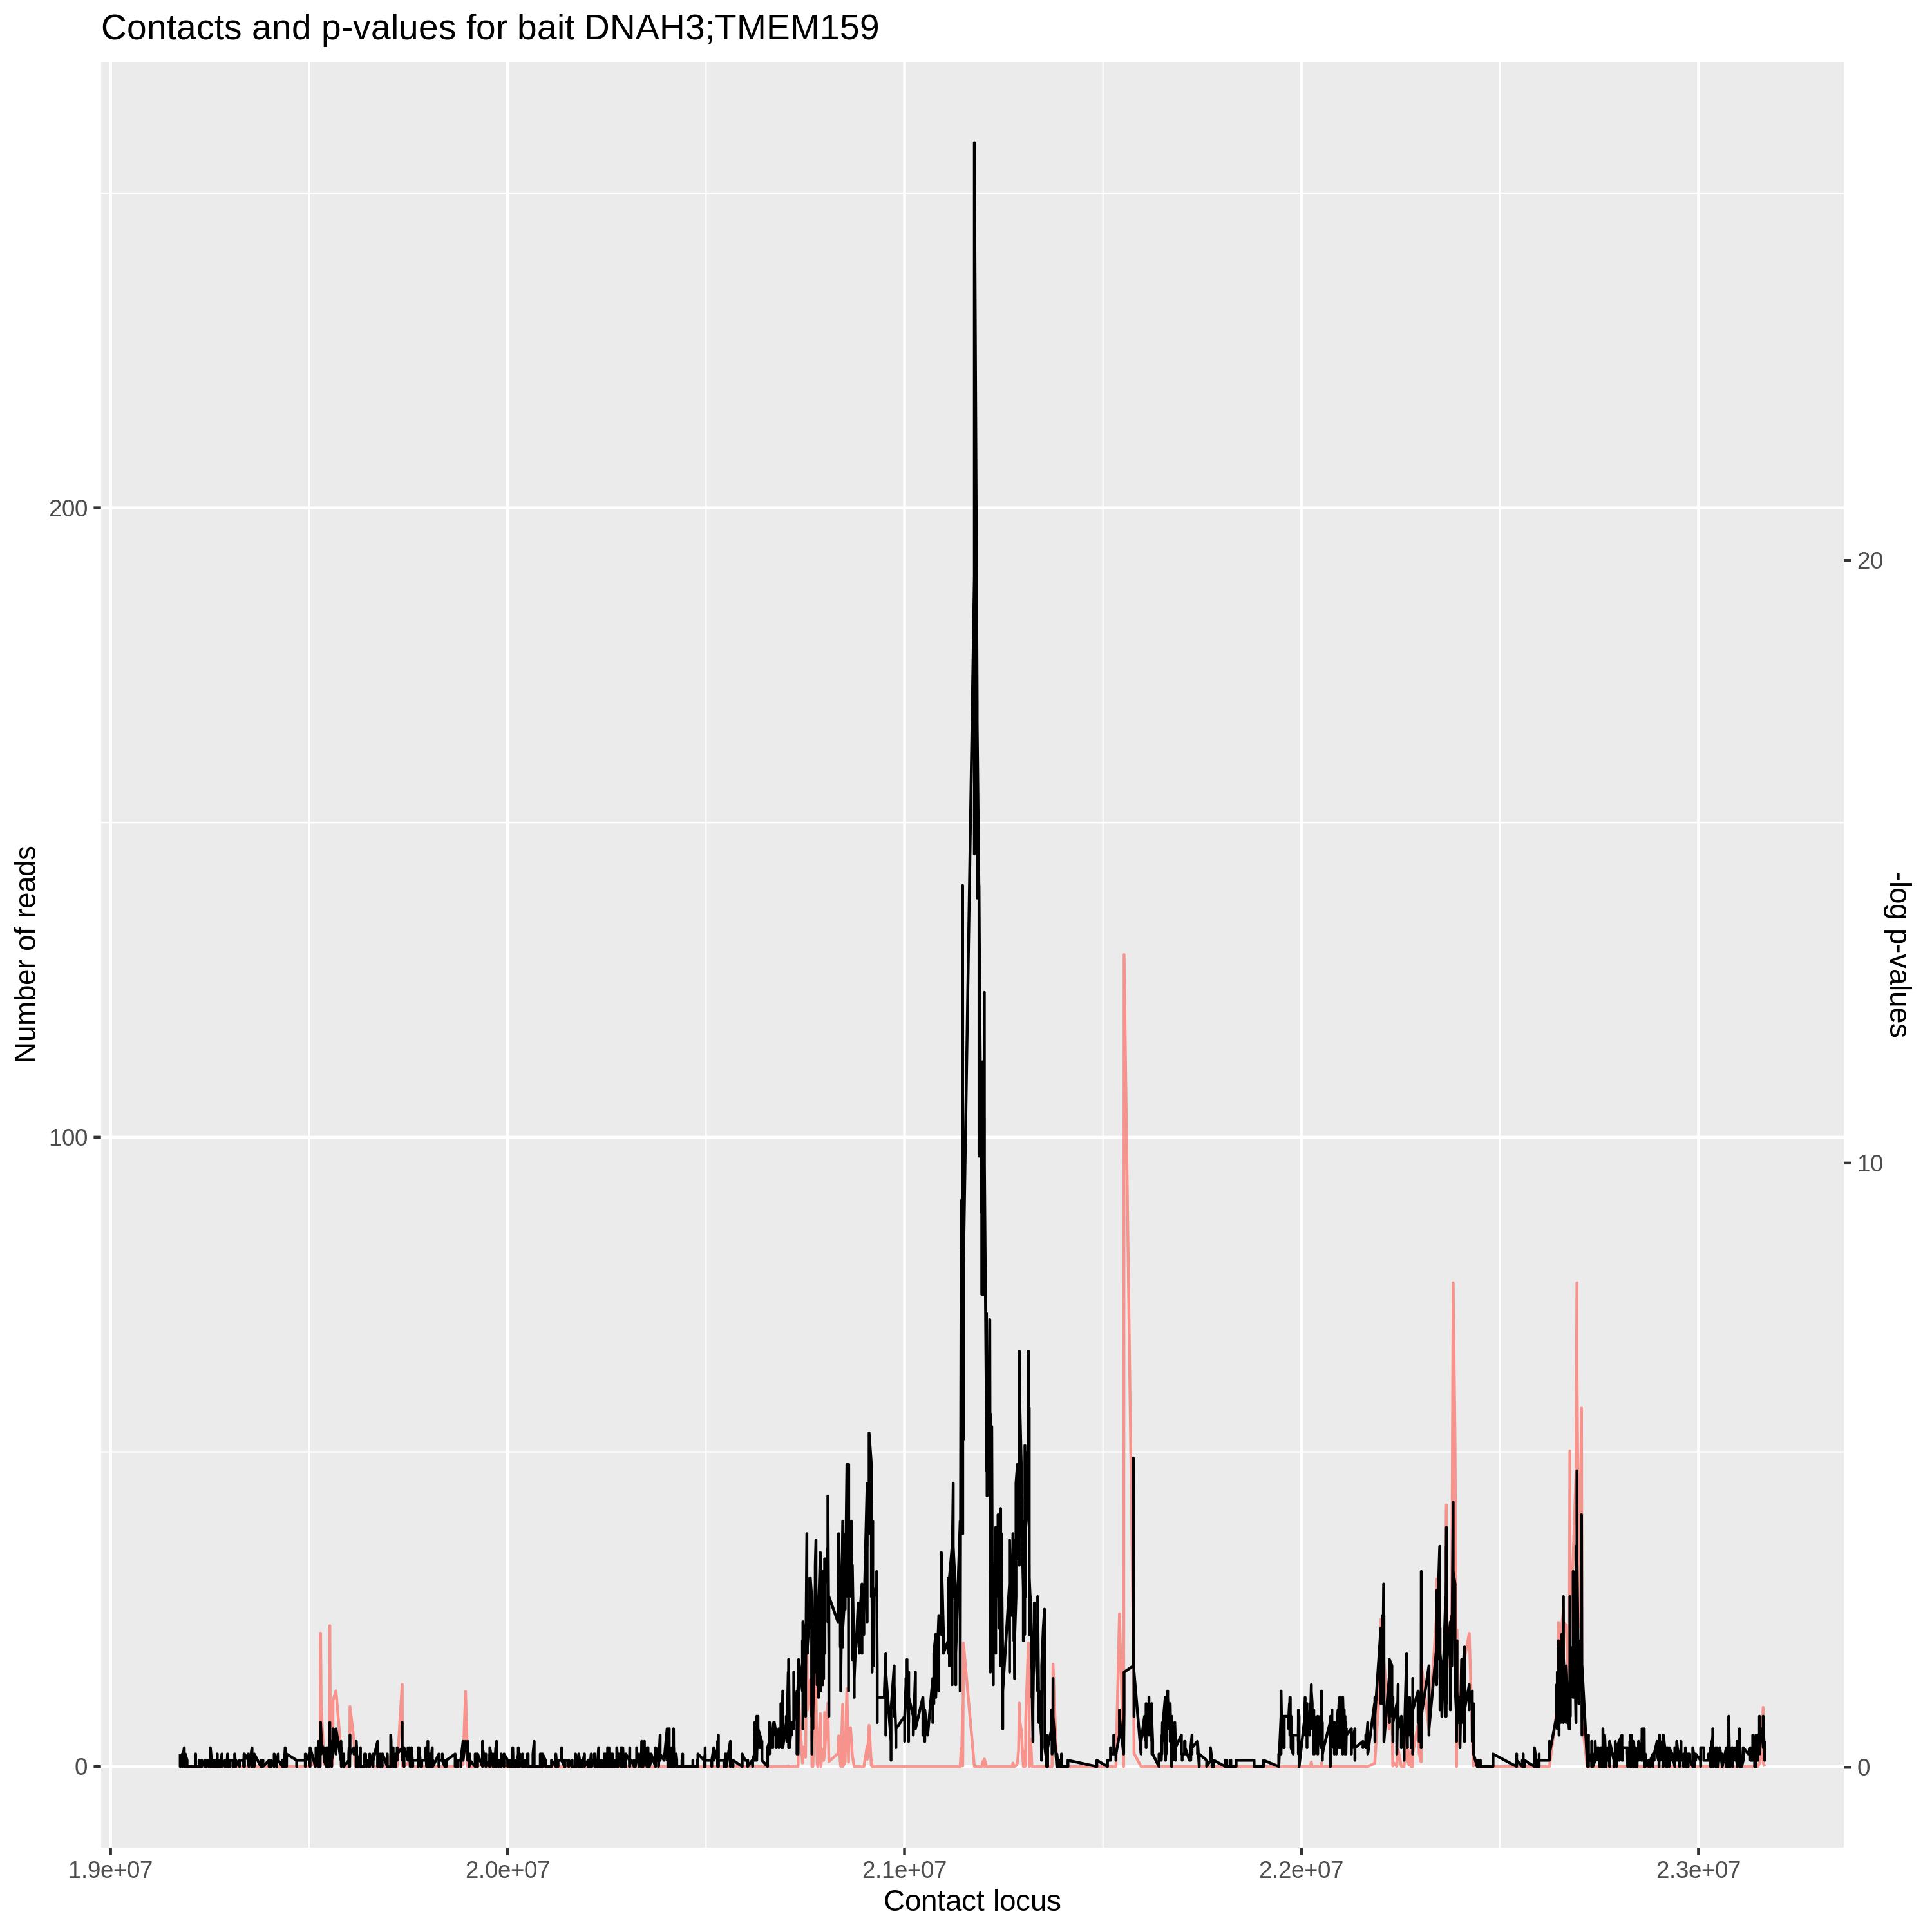 Contacts and p-values for bait DNAH3;TMEM159
Number of reads
200
100
0
20
10
0
-log p-values
1.9e+07
2.0e+07
2.1e+07
2.2e+07
2.3e+07
Contact locus